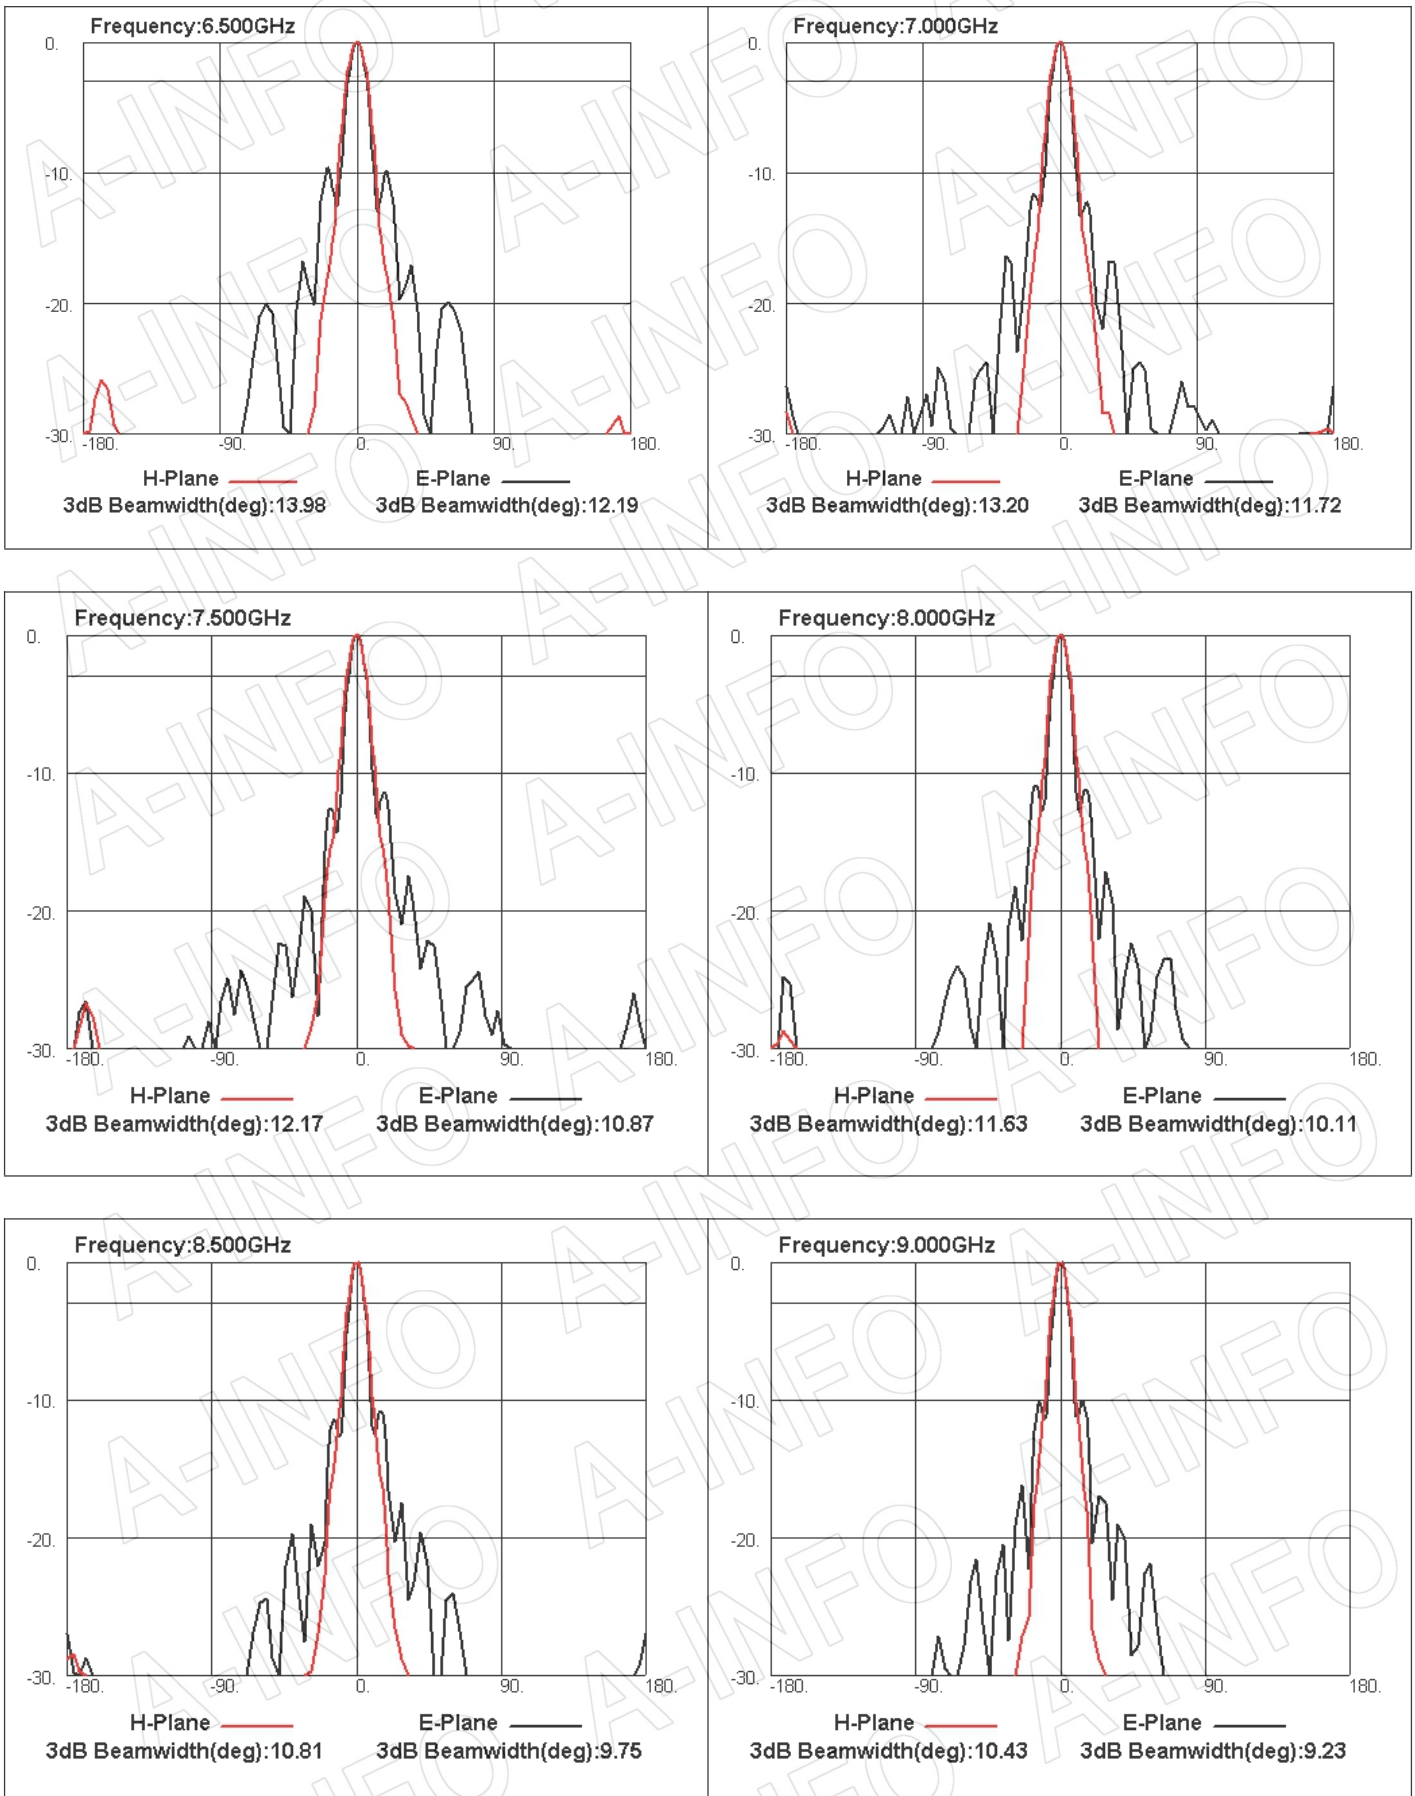 Frequency:6.500GHz
0.
-10.
-20.
-30.
-180. -90. 0. 90. 180.
H-Plane E-Plane
3dB Beamwidth(deg):13.98 3dB Beamwidth(deg):12.19
Frequency:7.000GHz
0.
-10.
-20.
-30.
-180. -90. 0. 90. 180.
H-Plane E-Plane
3dB Beamwidth(deg):13.20 3dB Beamwidth(deg):11.72
Frequency:7.500GHz
0.
-10.
-20.
-30.
-180. -90. 0. 90. 180.
H-Plane E-Plane
3dB Beamwidth(deg):12.17 3dB Beamwidth(deg):10.87
Frequency:8.000GHz
0.
-10.
-20.
-30.
-180. -90. 0. 90. 180.
H-Plane E-Plane
3dB Beamwidth(deg):11.63 3dB Beamwidth(deg):10.11
Frequency:8.500GHz
0.
-10.
-20.
-30.
-180. -90. 0. 90. 180.
H-Plane E-Plane
3dB Beamwidth(deg):10.81 3dB Beamwidth(deg):9.75
Frequency:9.000GHz
0.
-10.
-20.
-30.
-180. -90. 0. 90. 180.
H-Plane E-Plane
3dB Beamwidth(deg):10.43 3dB Beamwidth(deg):9.23
A-INFO